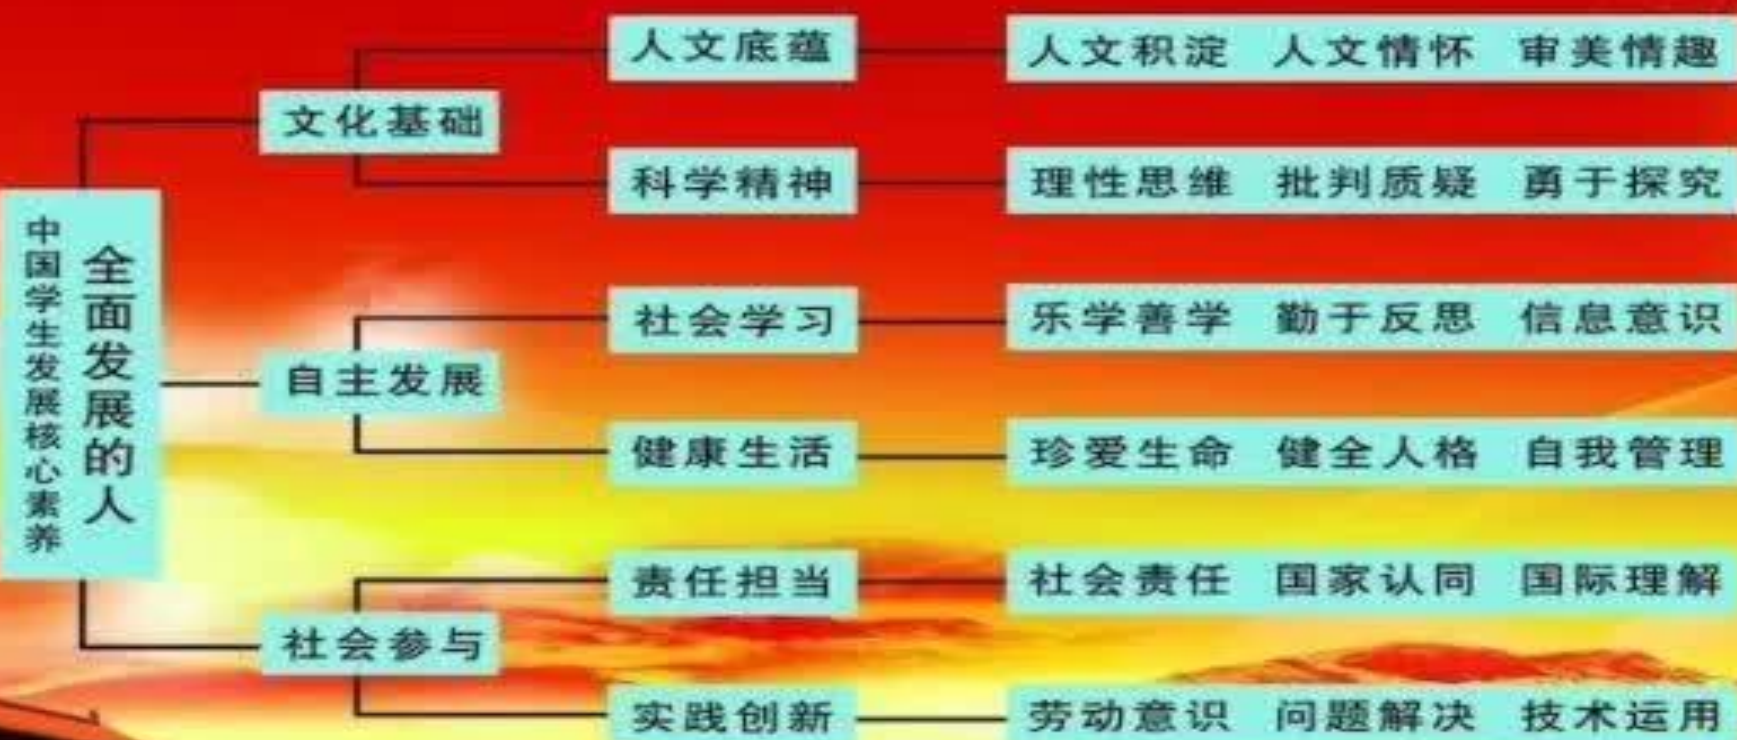 人文底蕴 人文积淀 人文情怀 审美情趣
文化基础
科学精神 理性思维 批判质疑 勇于探究
中国学生发展核心素养
全面发展的人
社会学习 乐学善学 勤于反思 信息意识
自主发展
健康生活 珍爱生命 健全人格 自我管理
责任担当 社会责任 国家认同 国际理解
社会参与
实践创新 劳动意识 问题解决 技术运用